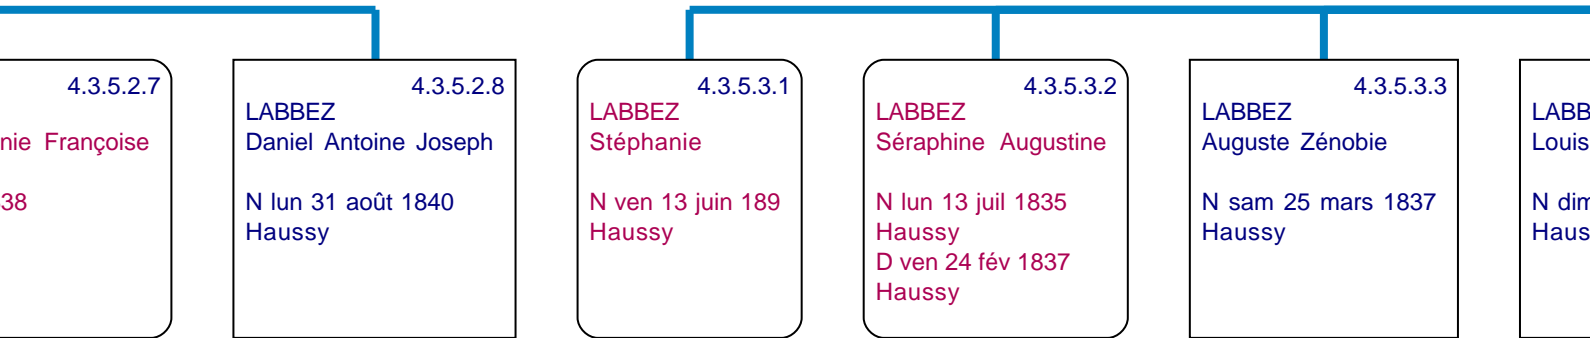 4.3.5.2.7
Françoise
4.3.5.2.8
LABBEZ
Daniel Antoine Joseph
N lun 31 août 1840
Haussy
4.3.5.3.1
LABBEZ
Stéphanie
N ven 13 juin 189
Haussy
4.3.5.3.2
LABBEZ
Séraphine Augustine
N lun 13 juil 1835
Haussy
D ven 24 fév 1837
Haussy
4.3.5.3.3
LABBEZ
Auguste Zénobie
N sam 25 mars 1837
Haussy
Louis
N